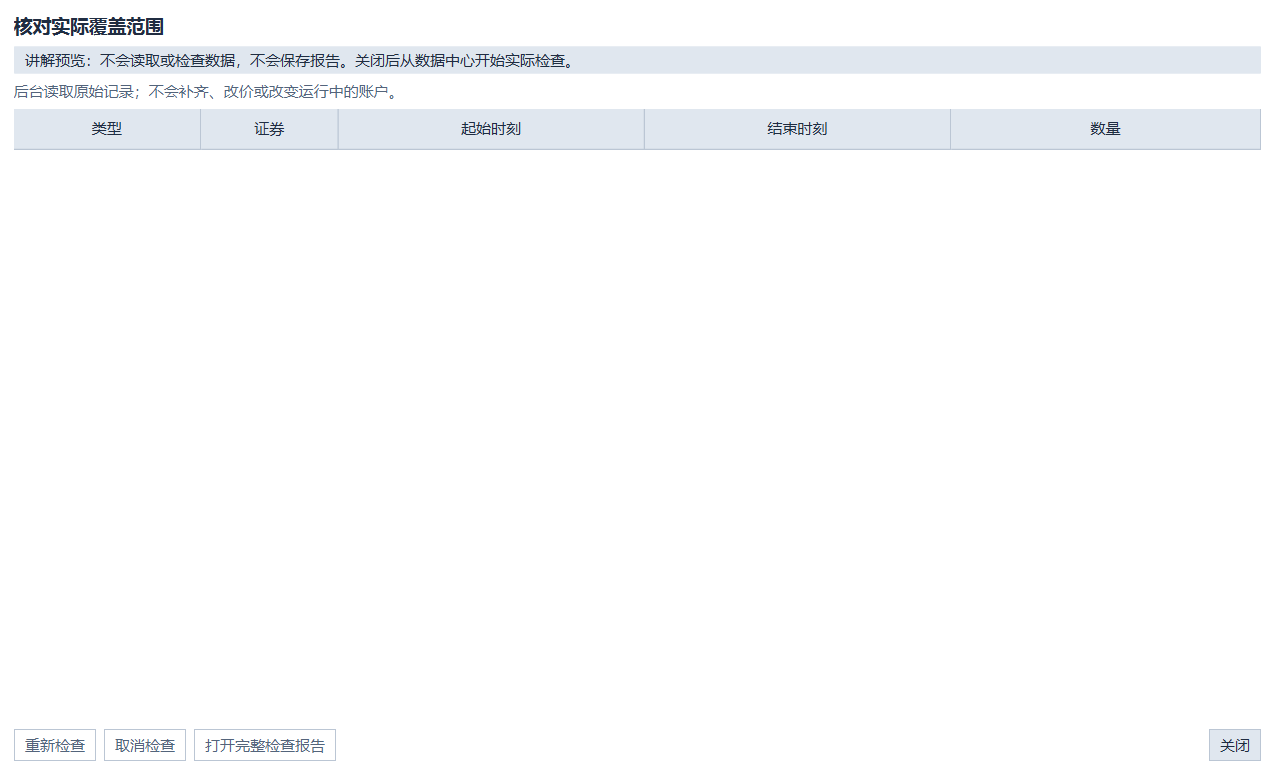 核对实际覆盖范围
讲解预览：不会读取或检查数据，不会保存报告。关闭后从数据中心开始实际检查。
后台读取原始记录；不会补齐、改价或改变运行中的账户。
类型 证券 起始时刻 结束时刻 数量
重新检查 取消检查 打开完整检查报告 关闭